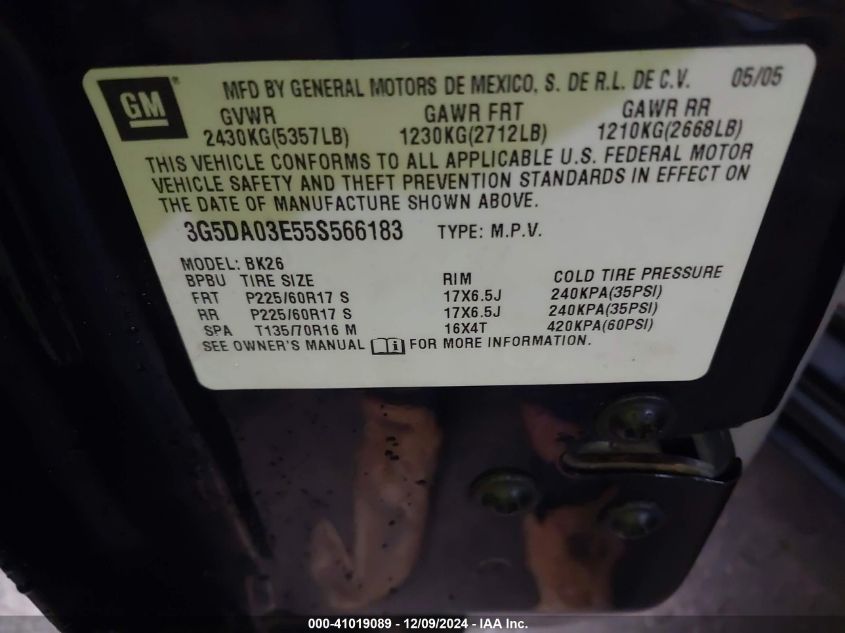 GM ®
MFD BY GENERAL MOTORS DE MEXICO, S. DE R.L. DE C.V. 05/05
GVWR GAWR FRT GAWR RR
2430KG(5357LB) 1230KG(2712LB) 1210KG(2668LB)
THIS VEHICLE CONFORMS TO ALL APPLICABLE U.S. FEDERAL MOTOR
VEHICLE SAFETY AND THEFT PREVENTION STANDARDS IN EFFECT ON
THE DATE OF MANUFACTURE SHOWN ABOVE.
3G5DA03E55S566183 TYPE: M.P.V.
MODEL: BK26
BPBU TIRE SIZE RIM COLD TIRE PRESSURE
FRT P225/60R17 S 17X6.5J 240KPA(35PSI)
RR P225/60R17 S 17X6.5J 240KPA(35PSI)
SPA T135/70R16 M 16X4T 420KPA(60PSI)
SEE OWNER'S MANUAL i FOR MORE INFORMATION.
000-41019089 - 12/09/2024 - IAA Inc.